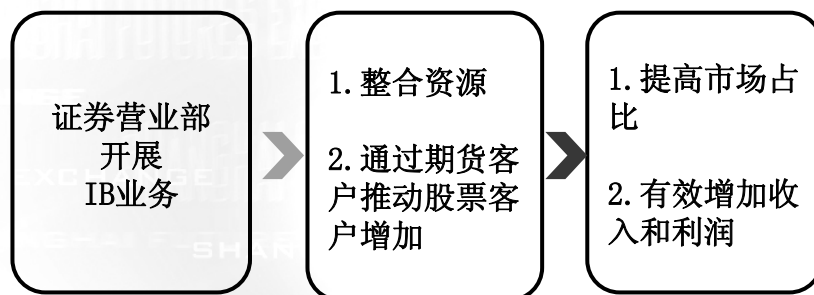 证券营业部
开展
IB业务
1.整合资源
2.通过期货客
户推动股票客
户增加
1.提高市场占
比
2.有效增加收
入和利润